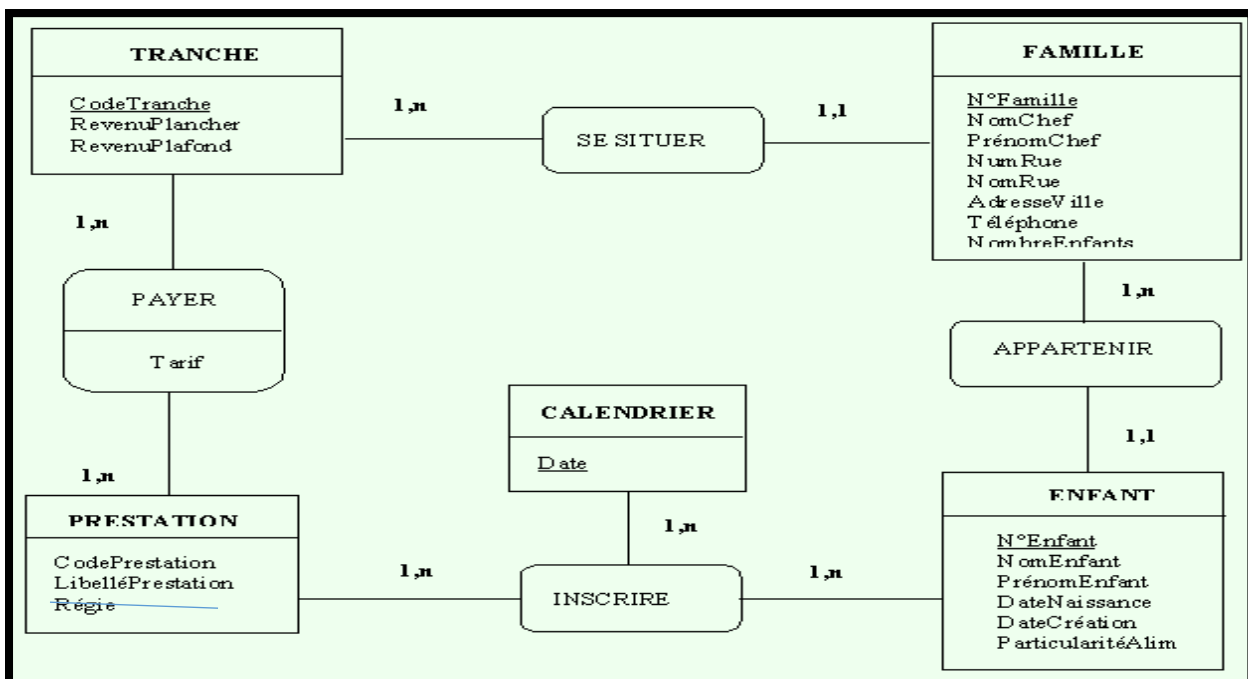 TRANCHE
CodeTranche
RevenuPlancher
RevenuPlafond
1,n
SE SITUER
1,1
FAMILLE
N°Famille
NomChef
PrénomChef
NumRue
NomRue
AdresseVille
Téléphone
NombreEnfants
1,n
PAYER
Tarif
1,n
1,n
APPARTENIR
1,1
CALENDRIER
Date
1,n
PRESTATION
CodePrestation
LibelléPrestation
Régie
1,n
INSCRIRE
1,n
ENFANT
N°Enfant
NomEnfant
PrénomEnfant
DateNaissance
DateCréation
ParticularitéAlim